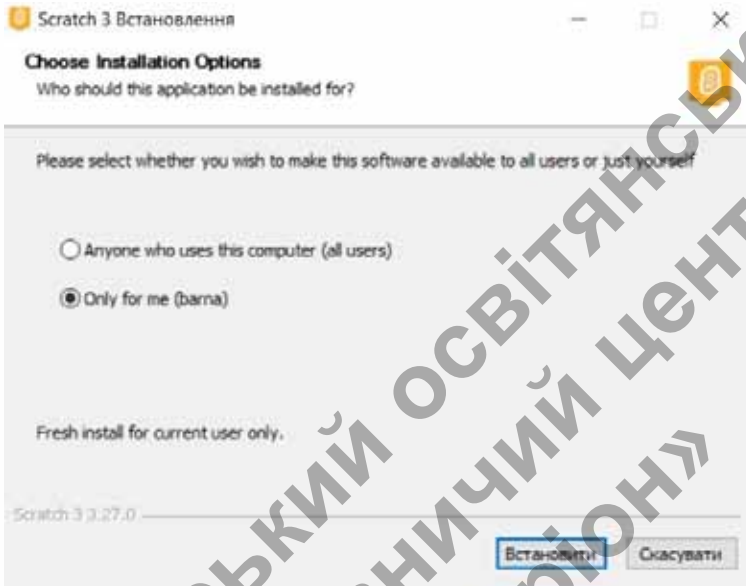 Scratch 3 Встановлення
Choose Installation Options
Who should this application be installed for?
Please select whether you wish to make this software available to all users or just yourself
Anyone who uses this computer (all users)
Only for me (barna)
Fresh install for current user only.
Scratch 3 3.27.0
Встановити
Скасувати